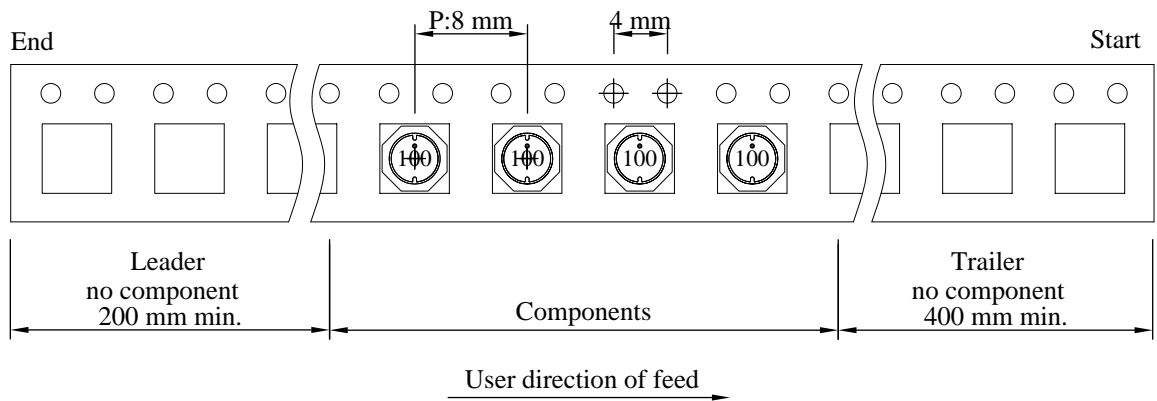 P:8 mm
4 mm
End
Start
100
100
100
100
Leader
no component
200 mm min.
Components
Trailer
no component
400 mm min.
User direction of feed